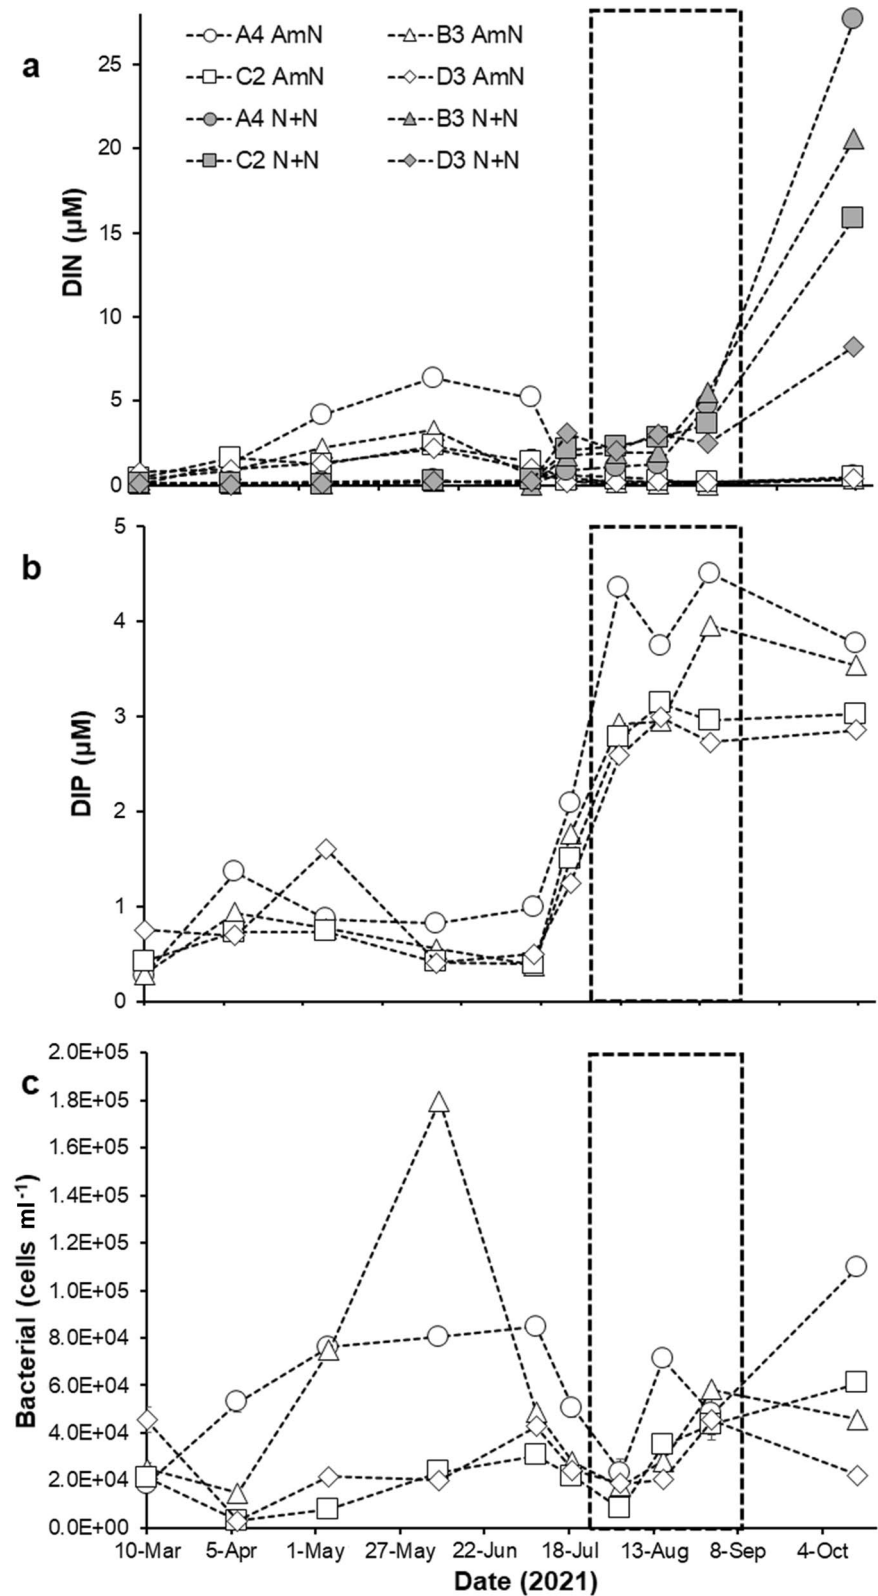 a
A4 AmN B3 AmN
C2 AmN D3 AmN
A4 N+N B3 N+N
C2 N+N D3 N+N
25
20
15
10
5
0
DIN (µM)
b
5
4
3
2
1
0
DIP (µM)
c
2.0E+05
1.8E+05
1.6E+05
1.4E+05
1.2E+05
1.0E+05
8.0E+04
6.0E+04
4.0E+04
2.0E+04
0.0E+00
Bacterial (cells ml⁻¹)
10-Mar 5-Apr 1-May 27-May 22-Jun 18-Jul 13-Aug 8-Sep 4-Oct
Date (2021)